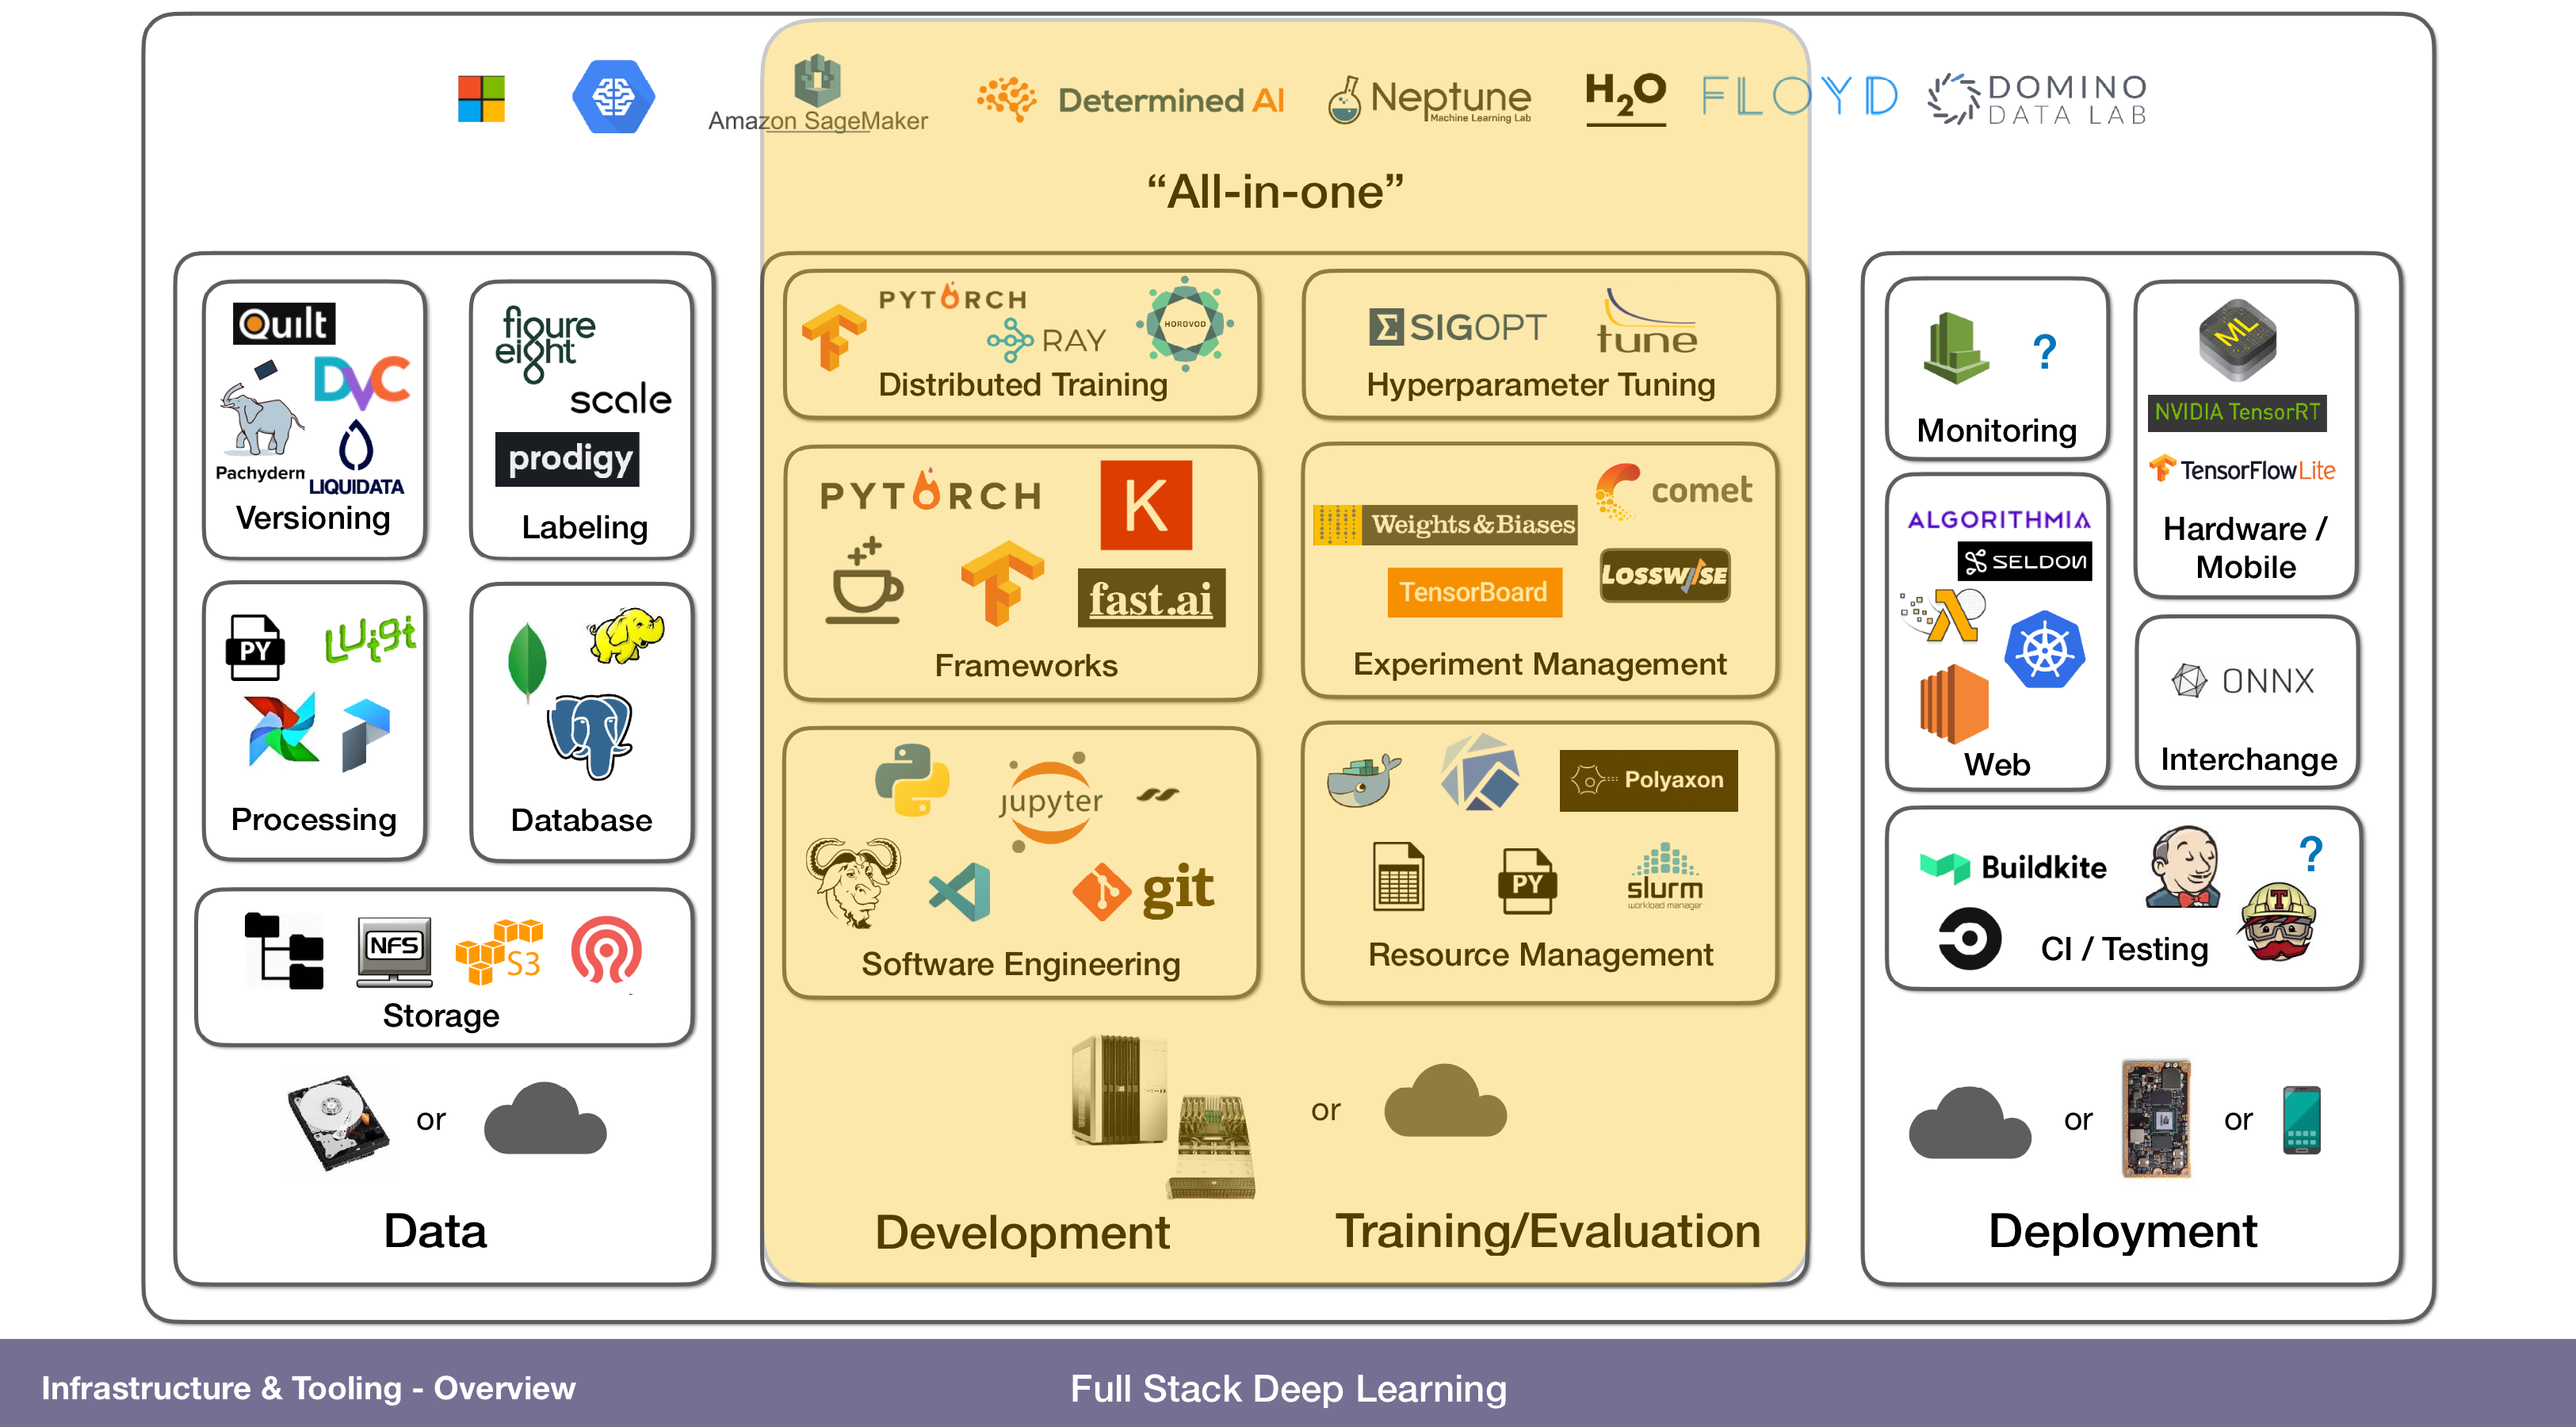 Amazon SageMaker
Determined AI
Neptune
Machine Learning Lab
H2O
FLOYD
DOMINO
DATA LAB
“All-in-one”
Quilt
DVC
Pachydern
LIQUIDATA
Versioning
figure
eight
scale
prodigy
Labeling
PY
Luigi
Processing
Database
NFS
S3
Storage
or
Data
PYTORCH
RAY
HOROVOD
Distributed Training
SIGOPT
tune
Hyperparameter Tuning
PYTORCH
K
fast.ai
Frameworks
comet
Weights&Biases
TensorBoard
LOSSWISE
Experiment Management
jupyter
git
Software Engineering
Polyaxon
PY
slurm
workload manager
Resource Management
or
Development
Training/Evaluation
?
Monitoring
ML
NVIDIA TensorRT
TensorFlowLite
Hardware /
Mobile
ALGORITHMIA
SELDON
Web
ONNX
Interchange
Buildkite
?
T
CI / Testing
or
or
Deployment
Infrastructure & Tooling - Overview
Full Stack Deep Learning